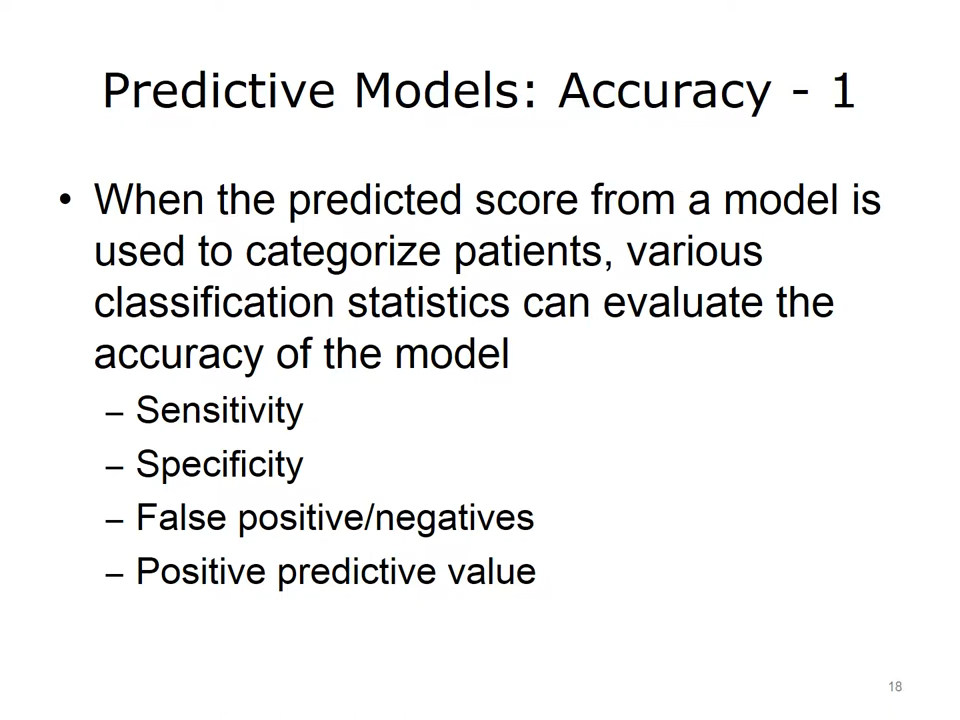 Predictive Models: Accuracy - 1
• When the predicted score from a model is
used to categorize patients, various
classification statistics can evaluate the
accuracy of the model
– Sensitivity
– Specificity
– False positive/negatives
– Positive predictive value
18